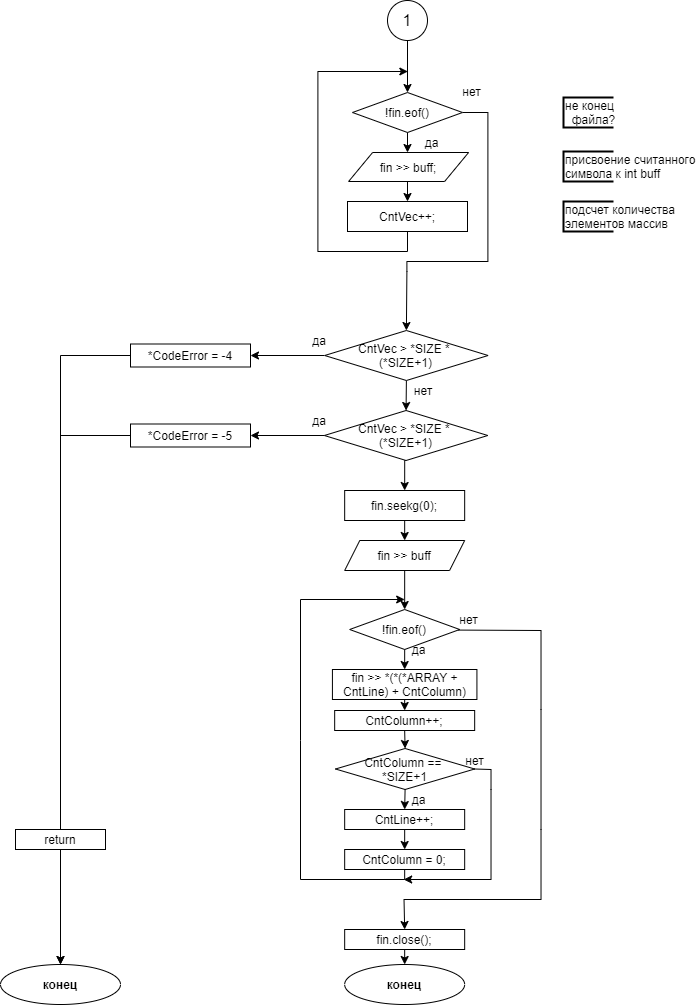 1
нет
!fin.eof()
не конец
файла?
да
fin >> buff;
присвоение считанного
символа к int buff
CntVec++;
подсчет количества
элементов массив
да
*CodeError = -4
CntVec > *SIZE *
(*SIZE+1)
нет
да
*CodeError = -5
CntVec > *SIZE *
(*SIZE+1)
fin.seekg(0);
fin >> buff
нет
!fin.eof()
да
fin >> *(*(*ARRAY +
CntLine) + CntColumn)
CntColumn++;
нет
CntColumn ==
*SIZE+1
да
CntLine++;
return
CntColumn = 0;
fin.close();
конец
конец